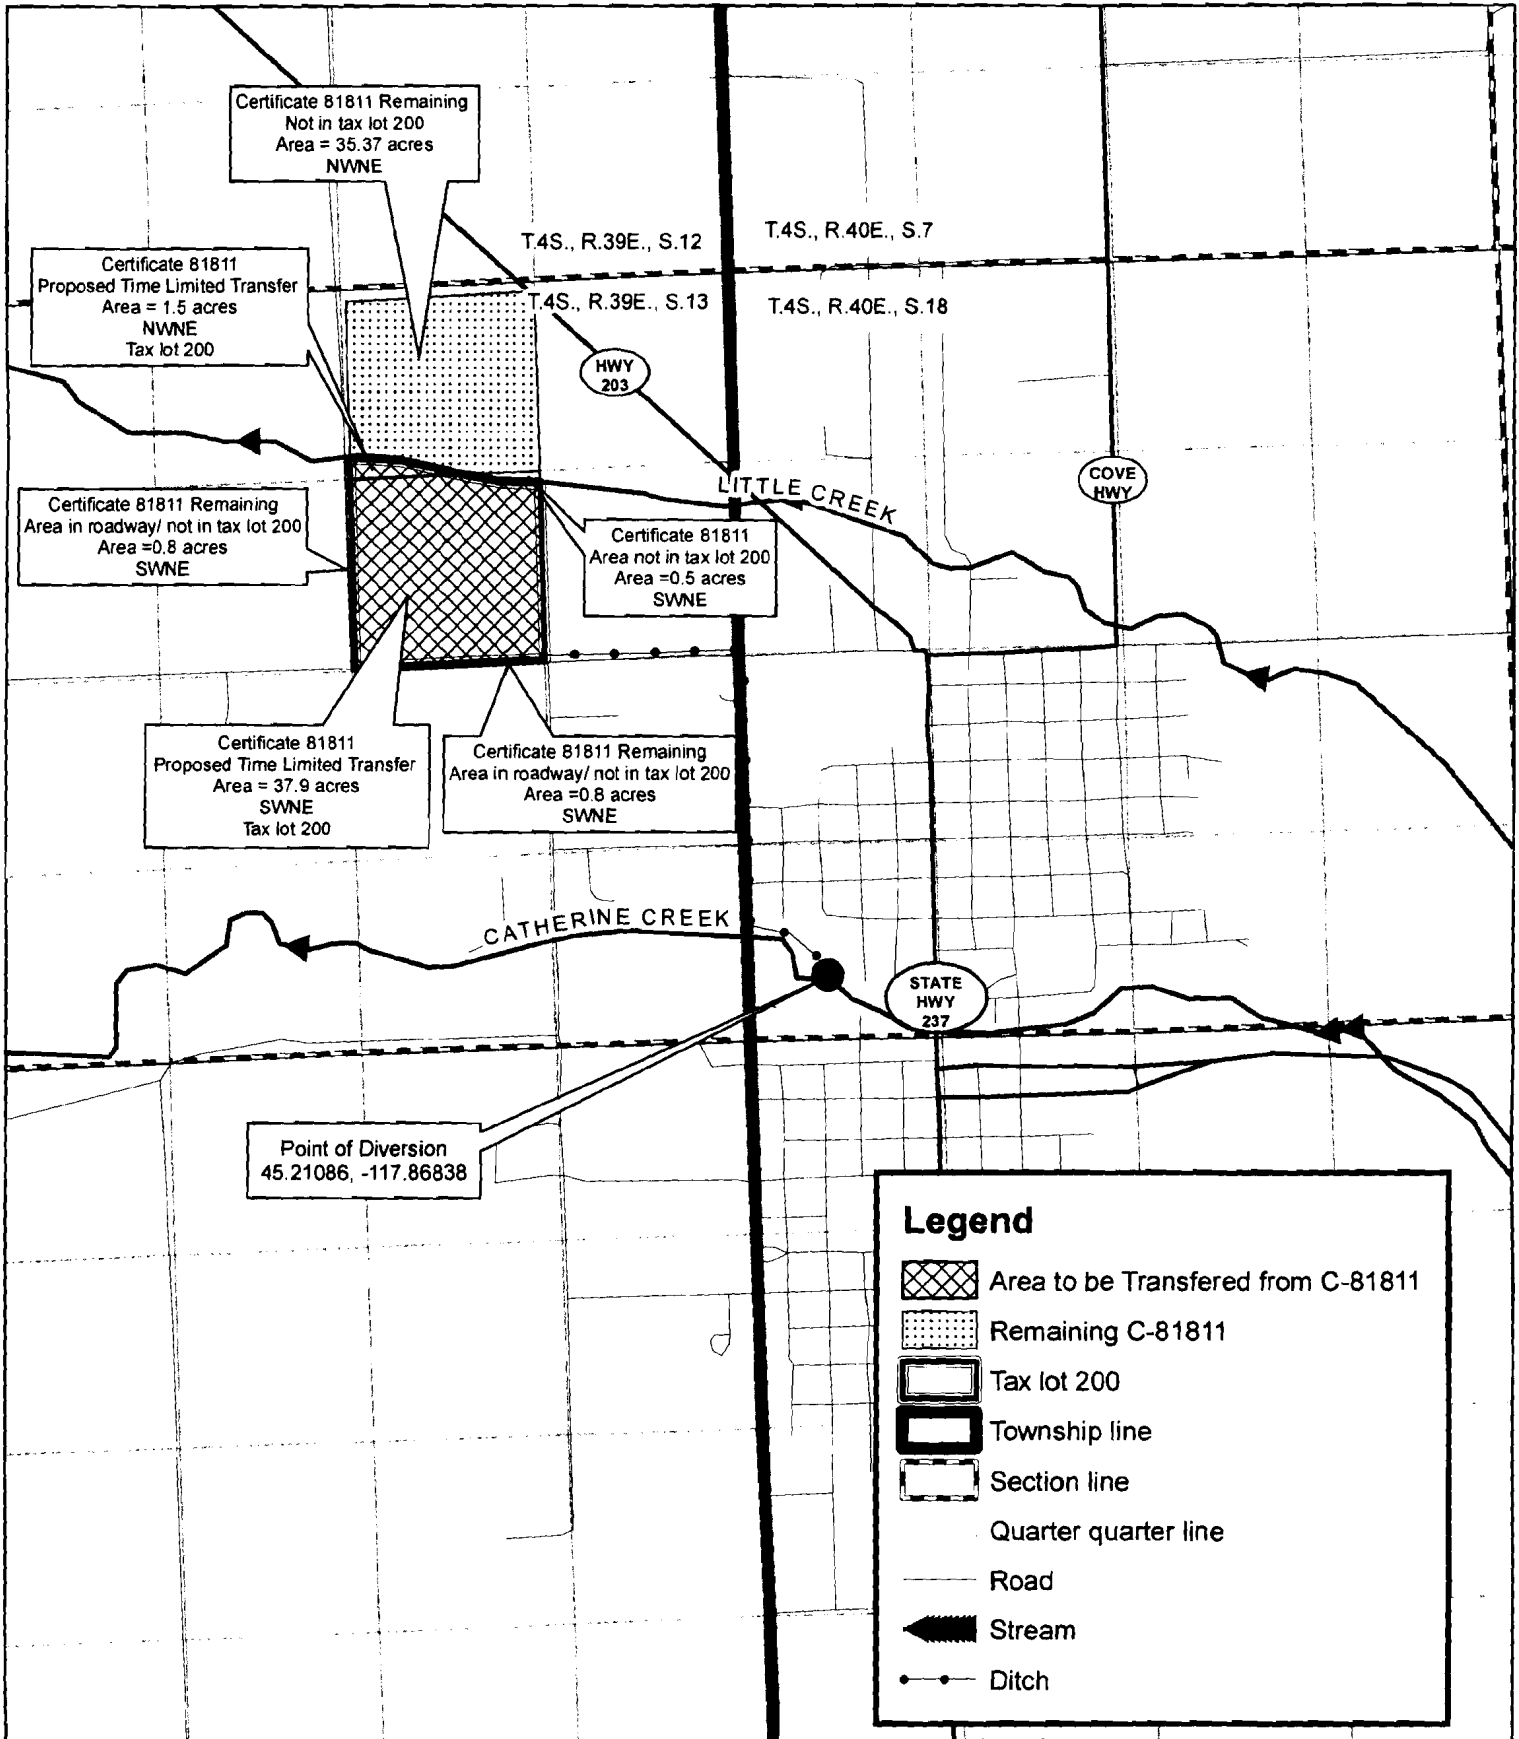 Certificate 81811 Remaining
Not in tax lot 200
Area = 35.37 acres
NWNE
T.4S., R.39E., S.12
T.4S., R.40E., S.7
Certificate 81811
Proposed Time Limited Transfer
Area = 1.5 acres
NWNE
Tax lot 200
T.4S., R.39E., S.13
T.4S., R.40E., S.18
HWY
203
COVE
HWY
LITTLE CREEK
Certificate 81811 Remaining
Area in roadway/ not in tax lot 200
Area =0.8 acres
SWNE
Certificate 81811
Area not in tax lot 200
Area =0.5 acres
SWNE
Certificate 81811
Proposed Time Limited Transfer
Area = 37.9 acres
SWNE
Tax lot 200
Certificate 81811 Remaining
Area in roadway/ not in tax lot 200
Area =0.8 acres
SWNE
CATHERINE CREEK
STATE
HWY
237
Point of Diversion
45.21086, -117.86838
Legend
Area to be Transfered from C-81811
Remaining C-81811
Tax lot 200
Township line
Section line
Quarter quarter line
Road
Stream
Ditch